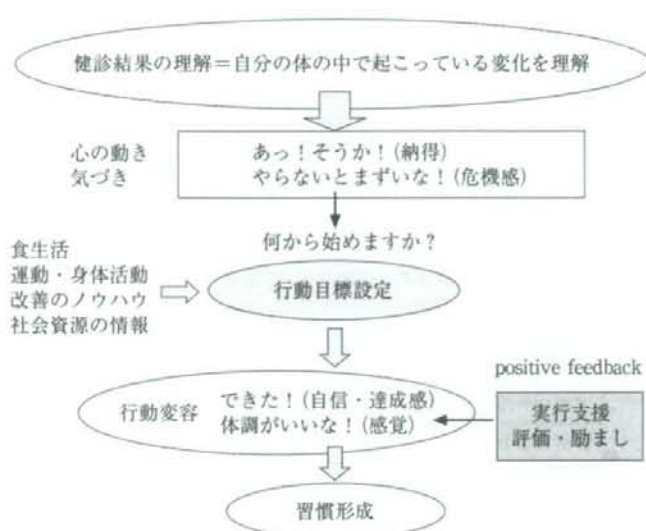 健診結果の理解＝自分の体の中で起こっている変化を理解
心の動き
気づき
あっ！そうか！(納得)
やらないとまずいな！(危機感)
何から始めますか？
食生活
運動・身体活動
改善のノウハウ
社会資源の情報
行動目標設定
positive feedback
行動変容
できた！(自信・達成感)
体調がいいな！(感覚)
実行支援
評価・励まし
習慣形成